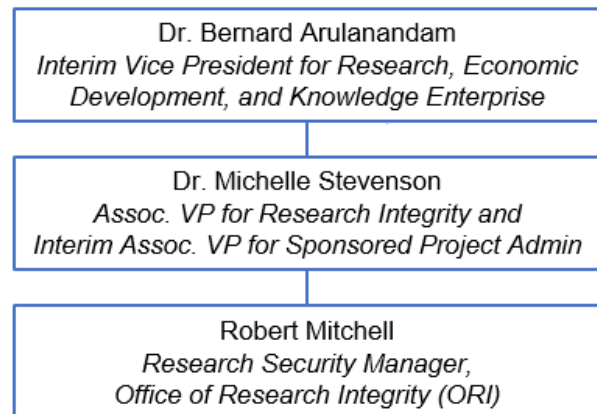 Dr. Bernard Arulanandam
Interim Vice President for Research, Economic
Development, and Knowledge Enterprise
Dr. Michelle Stevenson
Assoc. VP for Research Integrity and
Interim Assoc. VP for Sponsored Project Admin
Robert Mitchell
Research Security Manager,
Office of Research Integrity (ORI)